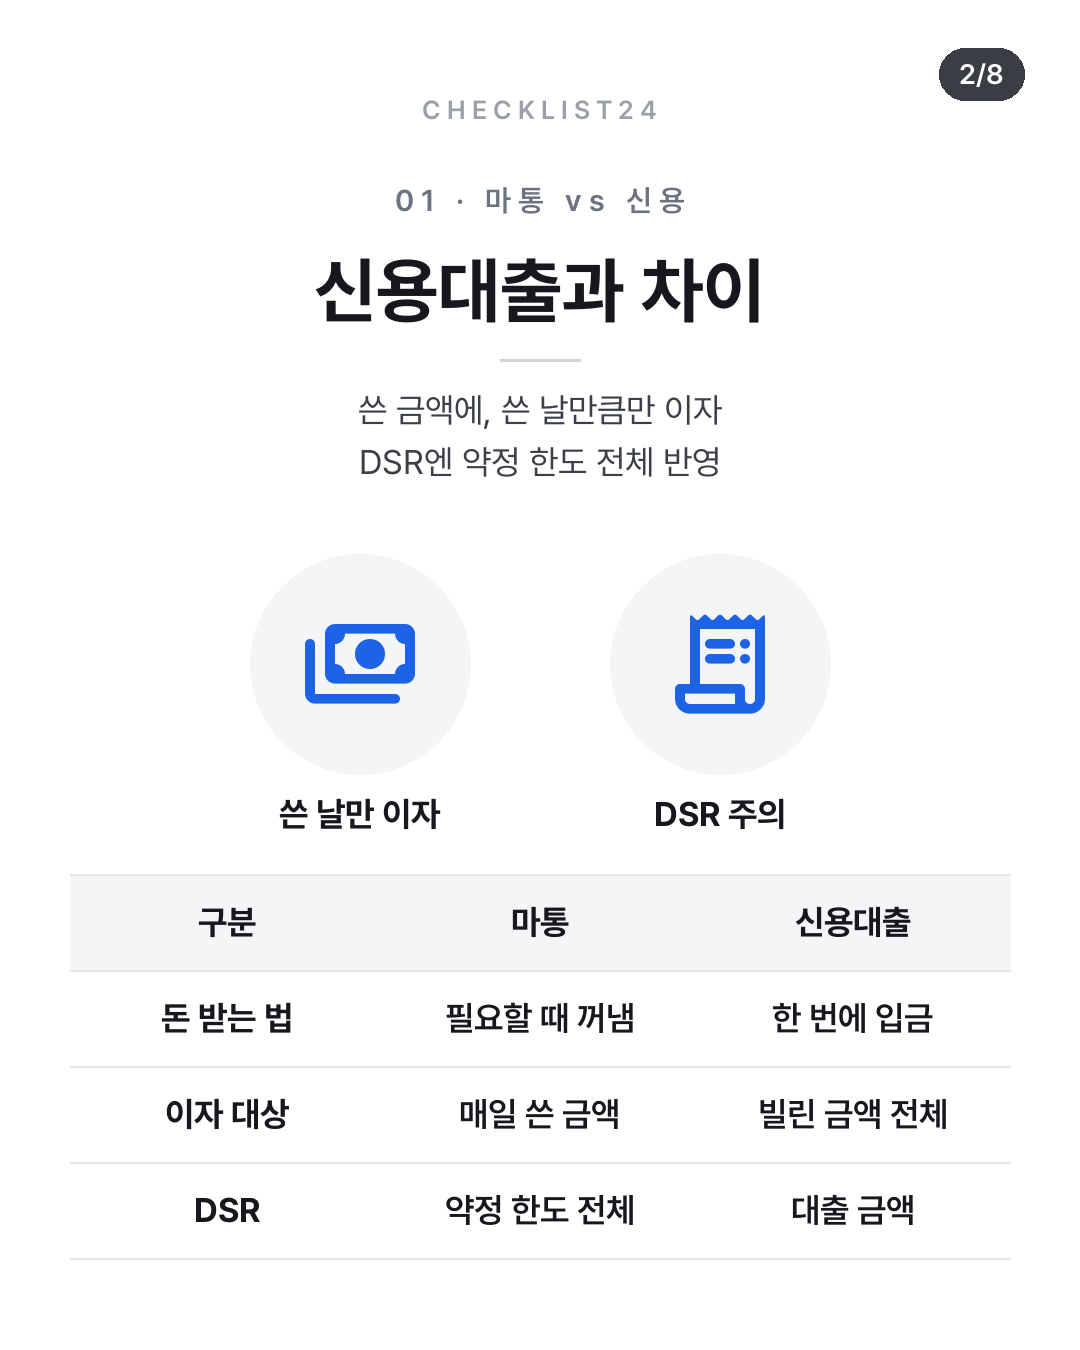 2/8
CHECKLIST24
01 · 마통 vs 신용
신용대출과 차이
쓴 금액에, 쓴 날만큼만 이자
DSR엔 약정 한도 전체 반영
쓴 날만 이자
DSR 주의
구분 마통 신용대출
돈 받는 법 필요할 때 꺼냄 한 번에 입금
이자 대상 매일 쓴 금액 빌린 금액 전체
DSR 약정 한도 전체 대출 금액